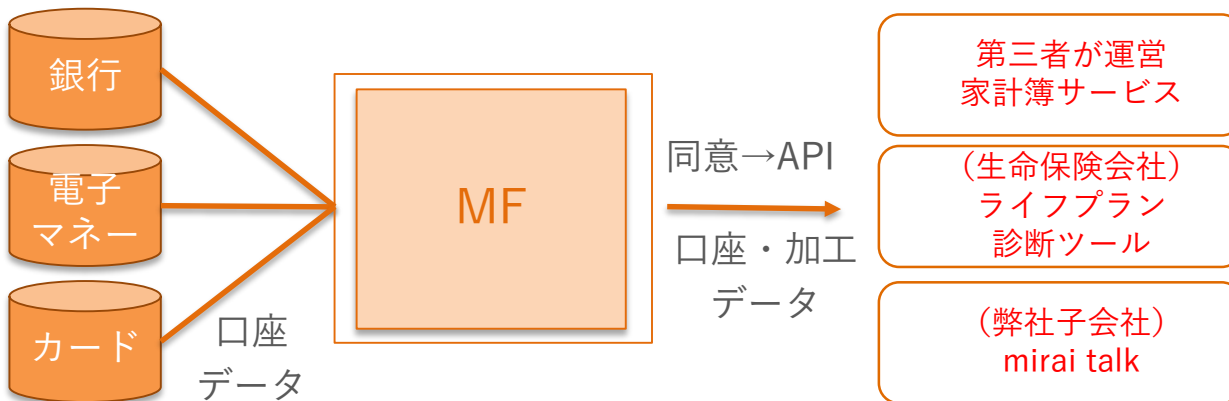 銀行
電子
マネー
カード
口座
データ
MF
同意→API
口座・加工
データ
第三者が運営
家計簿サービス
(生命保険会社)
ライフプラン
診断ツール
(弊社子会社)
mirai talk